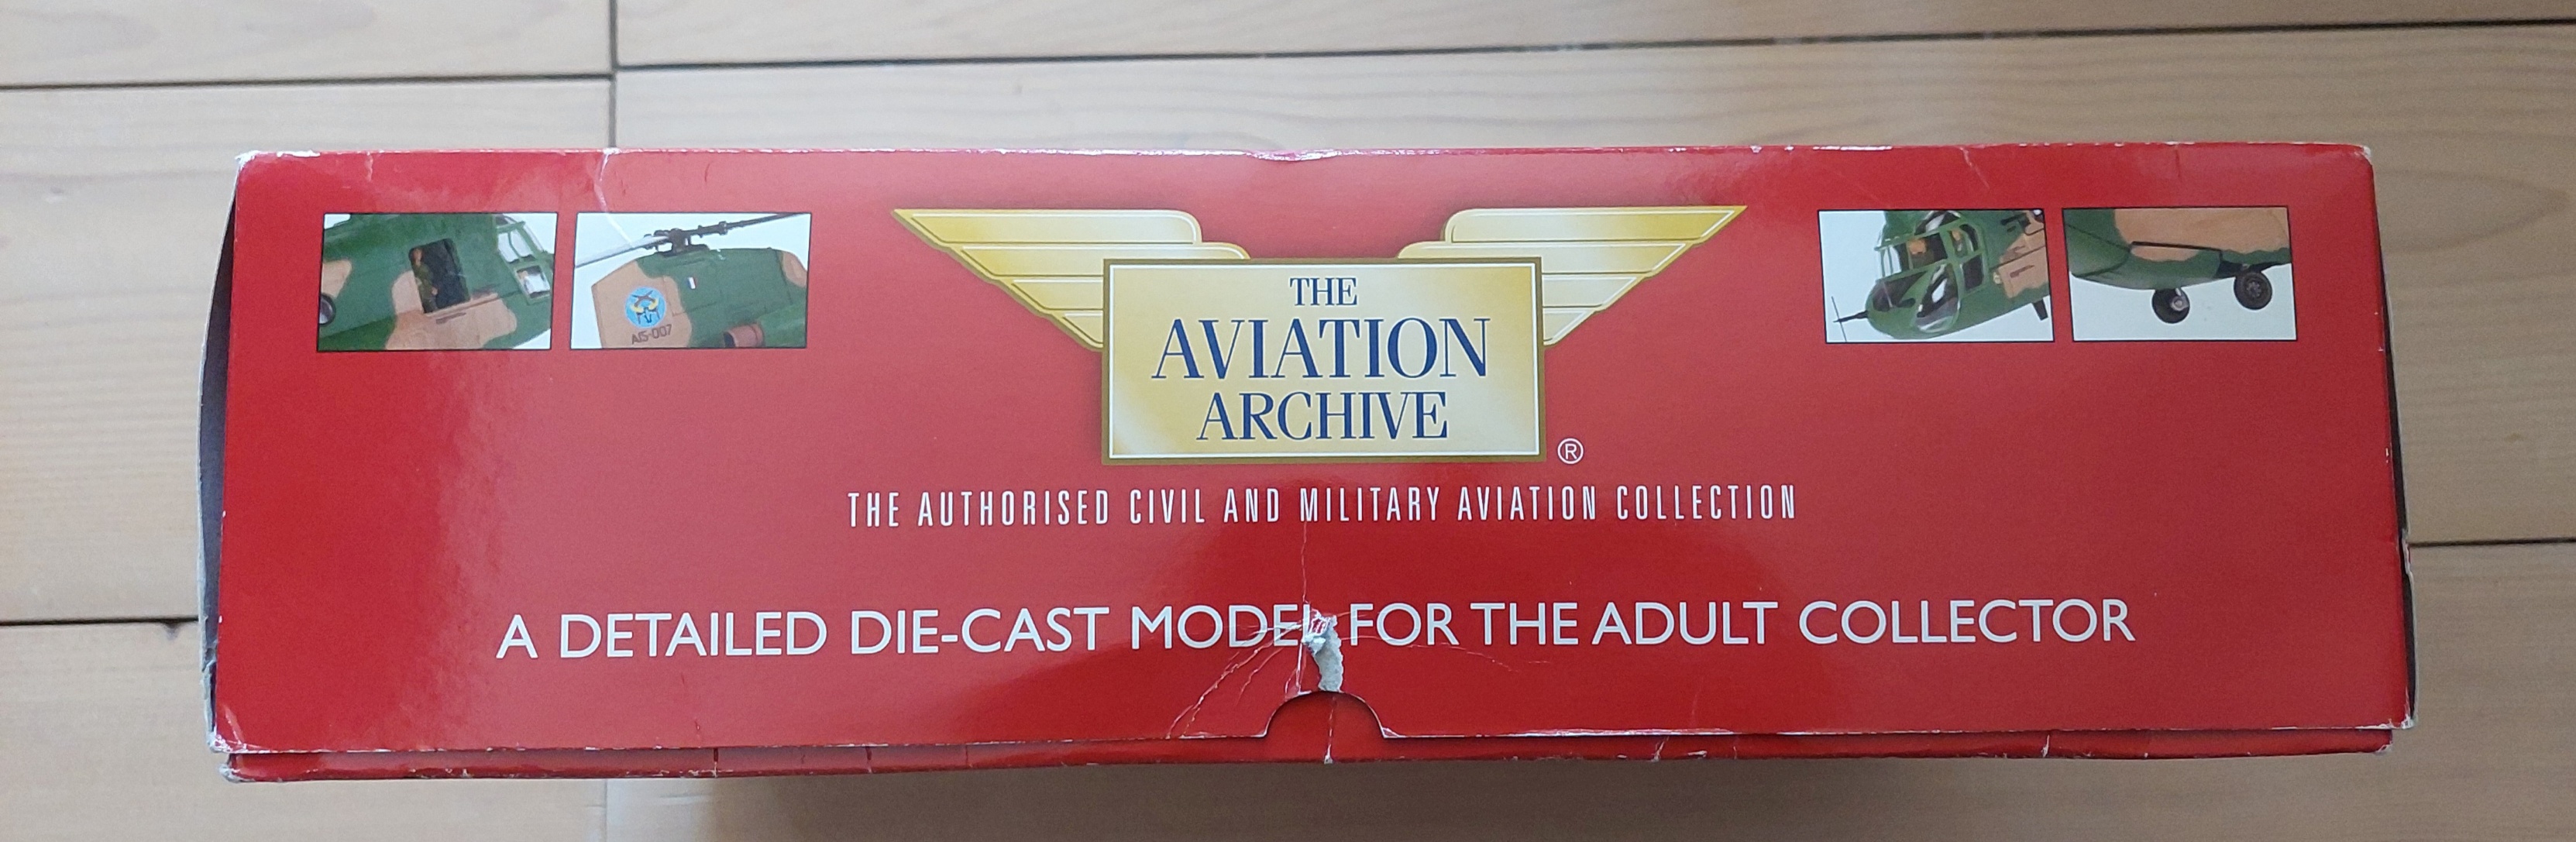 THE
AVIATION
ARCHIVE
®
THE AUTHORISED CIVIL AND MILITARY AVIATION COLLECTION
A DETAILED DIE-CAST MODEL FOR THE ADULT COLLECTOR
AJS-007